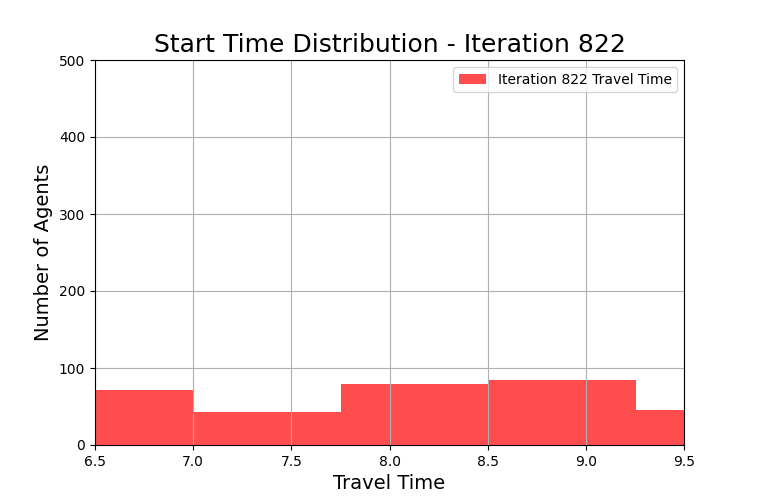 Start Time Distribution - Iteration 822
Iteration 822 Travel Time
500
400
300
200
100
0
Number of Agents
6.5 7.0 7.5 8.0 8.5 9.0 9.5
Travel Time